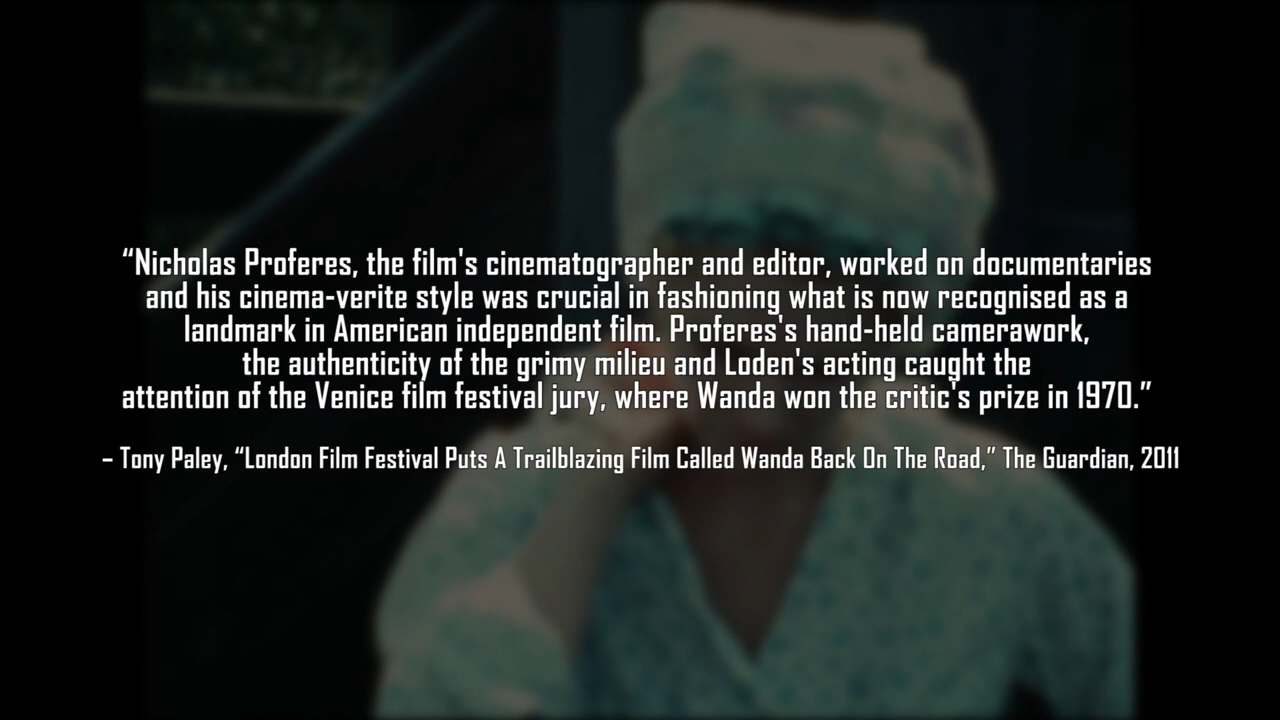 “Nicholas Proferes, the film's cinematographer and editor, worked on documentaries
and his cinema-verite style was crucial in fashioning what is now recognised as a
landmark in American independent film. Proferes's hand-held camerawork,
the authenticity of the grimy milieu and Loden's acting caught the
attention of the Venice film festival jury, where Wanda won the critic's prize in 1970.”
– Tony Paley, “London Film Festival Puts A Trailblazing Film Called Wanda Back On The Road,” The Guardian, 2011